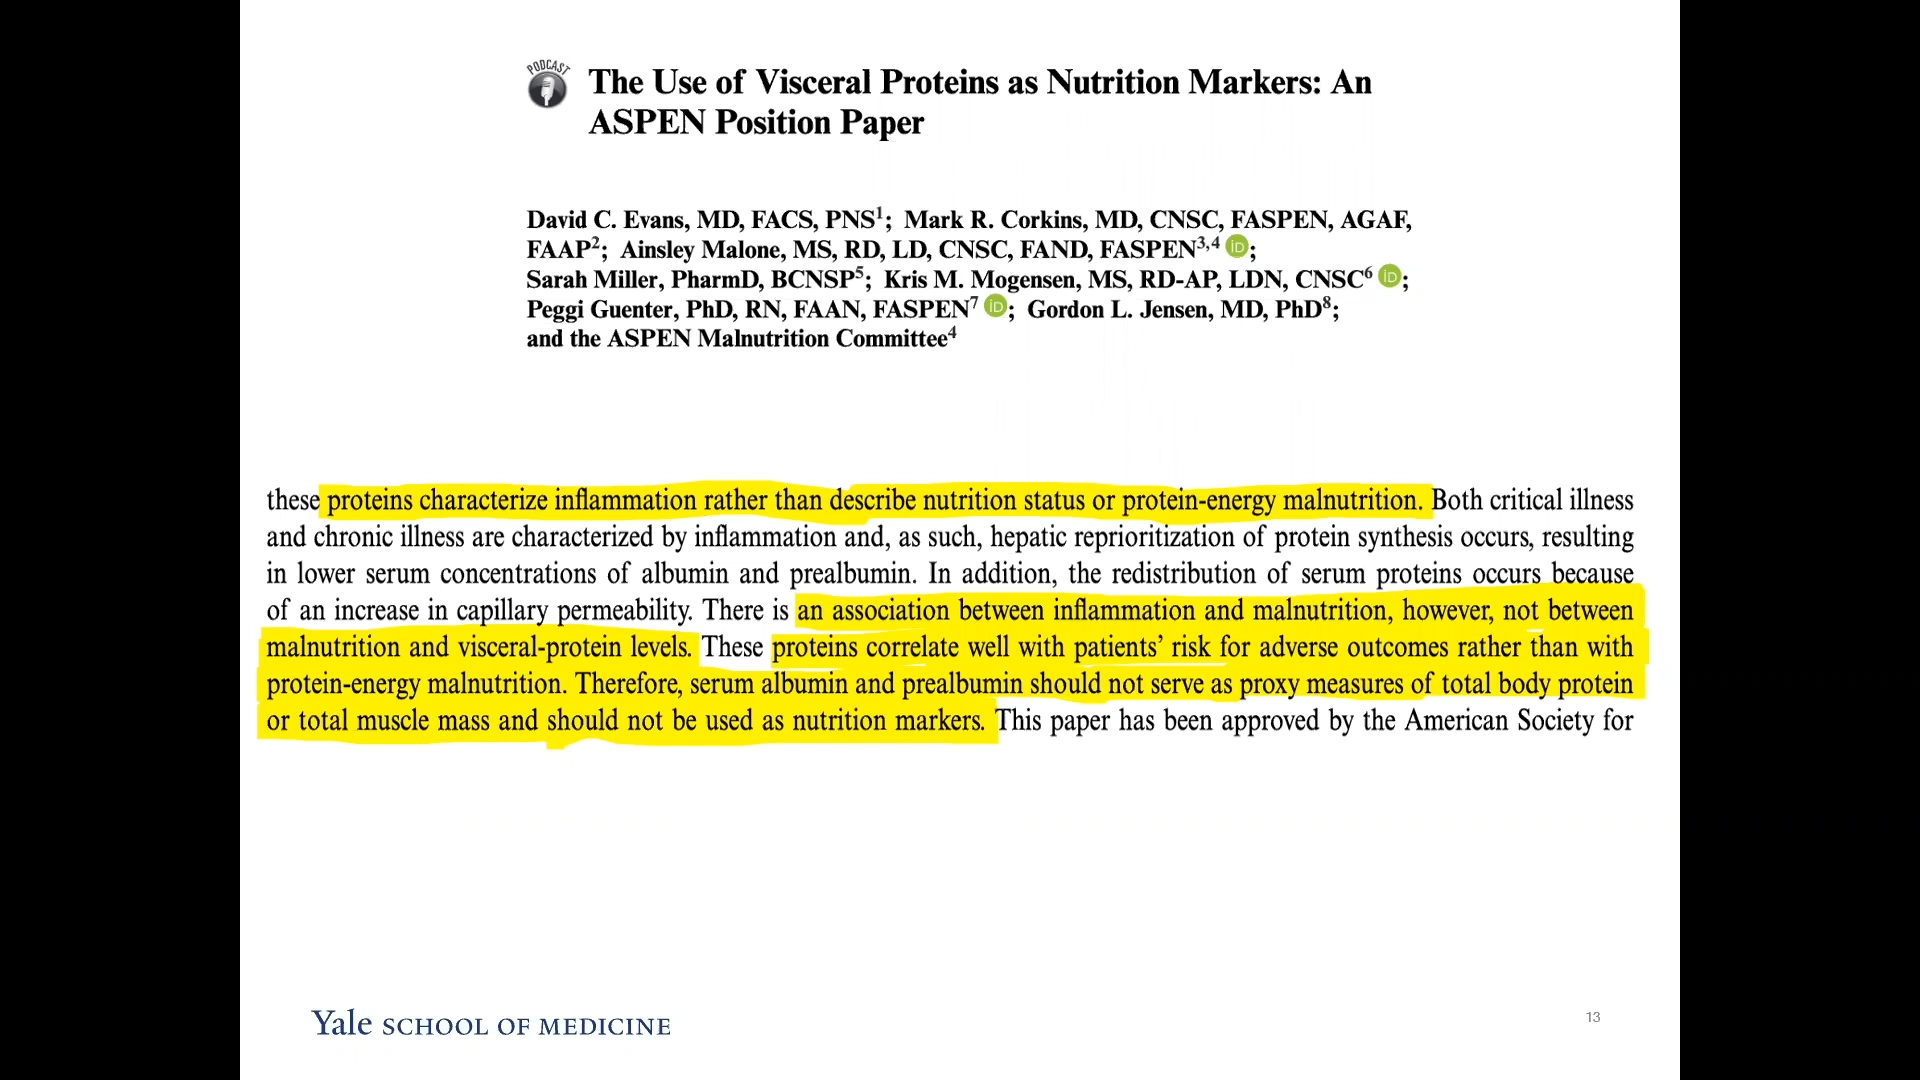 PODCAST
The Use of Visceral Proteins as Nutrition Markers: An
ASPEN Position Paper
David C. Evans, MD, FACS, PNS1; Mark R. Corkins, MD, CNSC, FASPEN, AGAF,
FAAP2; Ainsley Malone, MS, RD, LD, CNSC, FAND, FASPEN3,4 iD;
Sarah Miller, PharmD, BCNSP5; Kris M. Mogensen, MS, RD-AP, LDN, CNSC6 iD;
Peggi Guenter, PhD, RN, FAAN, FASPEN7 iD; Gordon L. Jensen, MD, PhD8;
and the ASPEN Malnutrition Committee4
these proteins characterize inflammation rather than describe nutrition status or protein-energy malnutrition. Both critical illness
and chronic illness are characterized by inflammation and, as such, hepatic reprioritization of protein synthesis occurs, resulting
in lower serum concentrations of albumin and prealbumin. In addition, the redistribution of serum proteins occurs because
of an increase in capillary permeability. There is an association between inflammation and malnutrition, however, not between
malnutrition and visceral-protein levels. These proteins correlate well with patients’ risk for adverse outcomes rather than with
protein-energy malnutrition. Therefore, serum albumin and prealbumin should not serve as proxy measures of total body protein
or total muscle mass and should not be used as nutrition markers. This paper has been approved by the American Society for
Yale SCHOOL OF MEDICINE
13